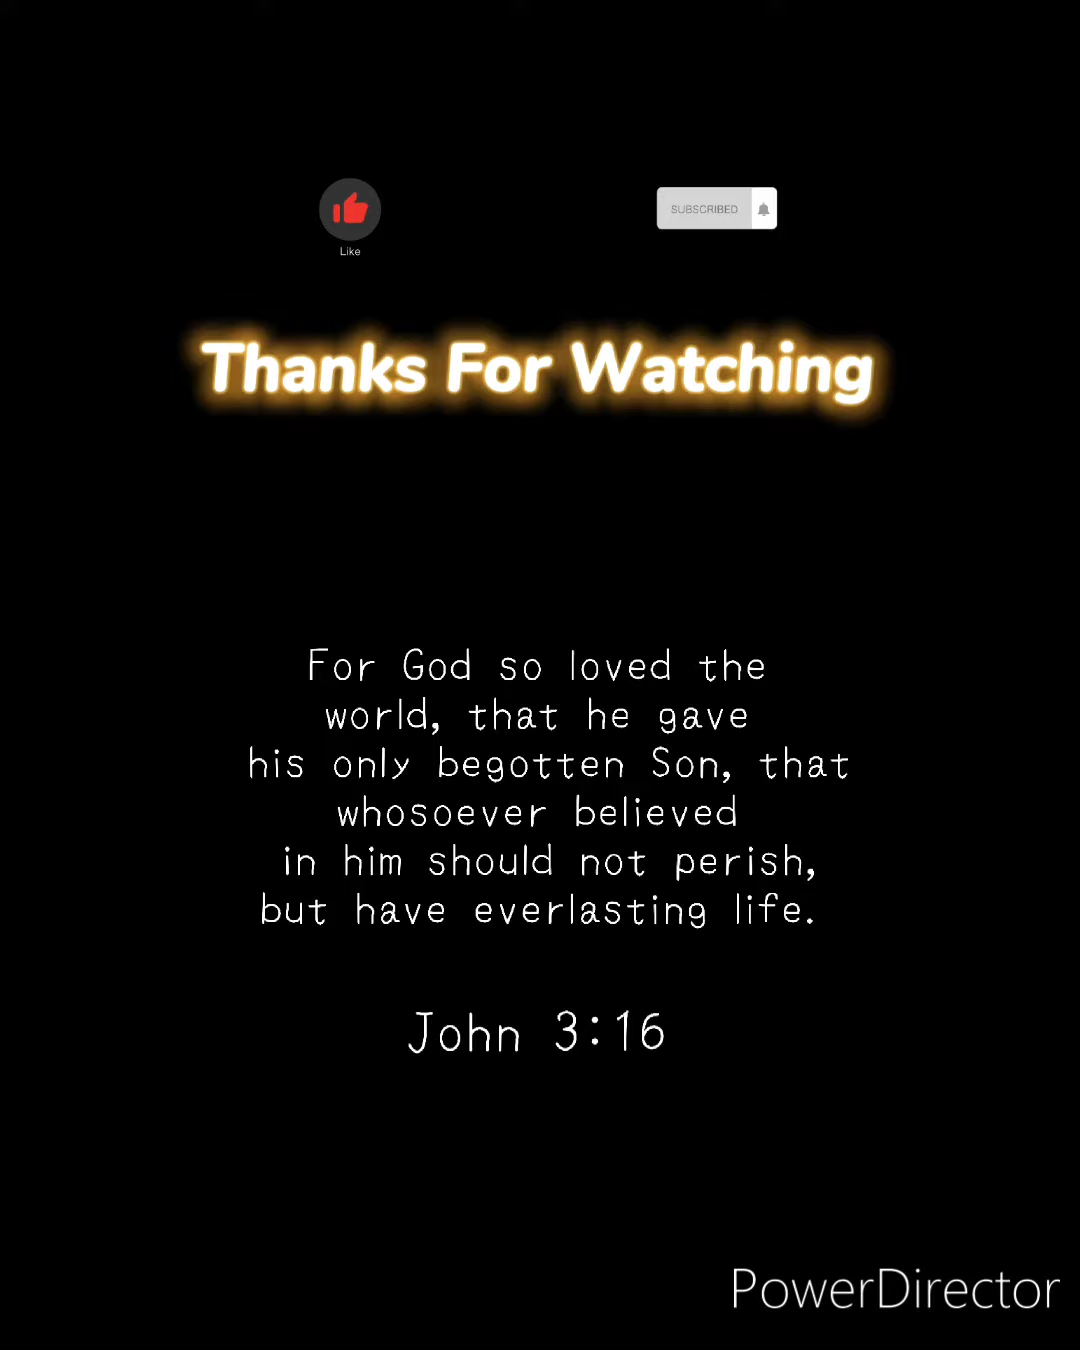 SUBSCRIBED
Like
Thanks For Watching
For God so loved the
world, that he gave
his only begotten Son, that
whosoever believed
in him should not perish,
but have everlasting life.
John 3:16
PowerDirector